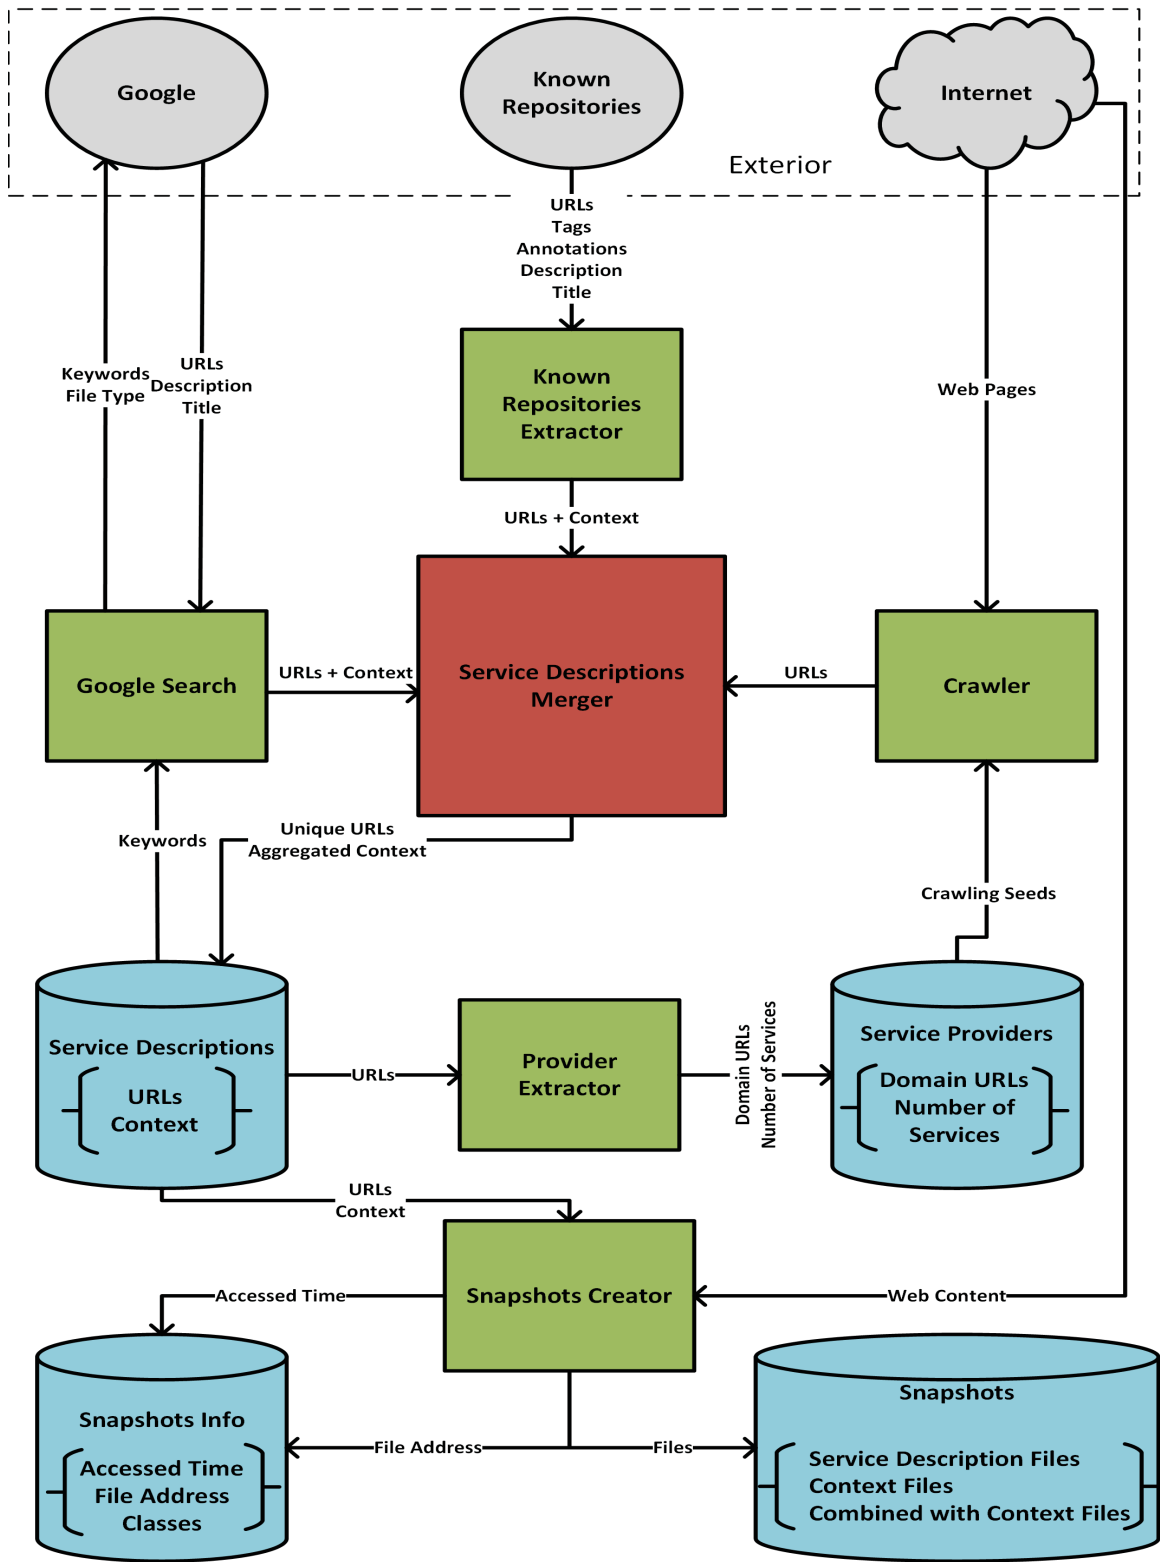 Google
Known
Repositories
Internet
Exterior
URLs
Tags
Annotations
Description
Title
Keywords
File Type
URLs
Description
Title
Known
Repositories
Extractor
Web Pages
URLs + Context
Google Search
URLs + Context
Service Descriptions
Merger
URLs
Crawler
Keywords
Unique URLs
Aggregated Context
Crawling Seeds
Service Descriptions
URLs
Context
URLs
Provider
Extractor
Domain URLs
Number of Services
Service Providers
Domain URLs
Number of
Services
URLs
Context
Accessed Time
Snapshots Creator
Web Content
Snapshots Info
Accessed Time
File Address
Classes
File Address
Files
Snapshots
Service Description Files
Context Files
Combined with Context Files